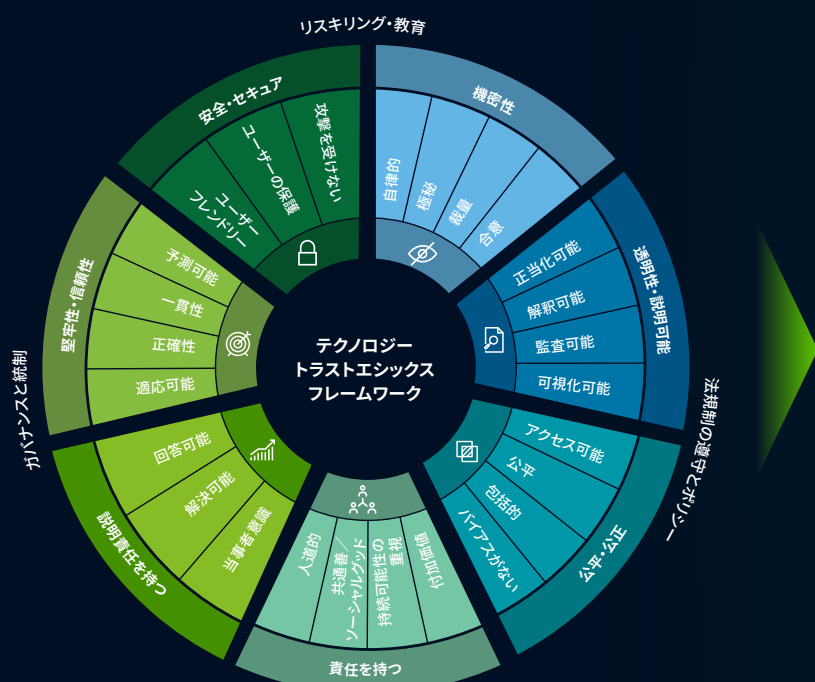 リスキリング・教育
テクノロジー
トラストエシックス
フレームワーク
機密性
自律的
極秘
裁量
合意
透明性・説明可能
正当化可能
解釈可能
監査可能
可視化可能
法規制の遵守とポリシー
公平・公正
アクセス可能
公平
包括的
バイアスがない
責任を持つ
付加価値
持続可能性の
重視
共通善／
ソーシャルグッド
人道的
説明責任を持つ
当事者意識
解決可能
回答可能
ガバナンスと統制
堅牢性・信頼性
適応可能
正確性
一貫性
予測可能
安全・セキュア
ユーザー
フレンドリー
ユーザーの保護
攻撃を受けない